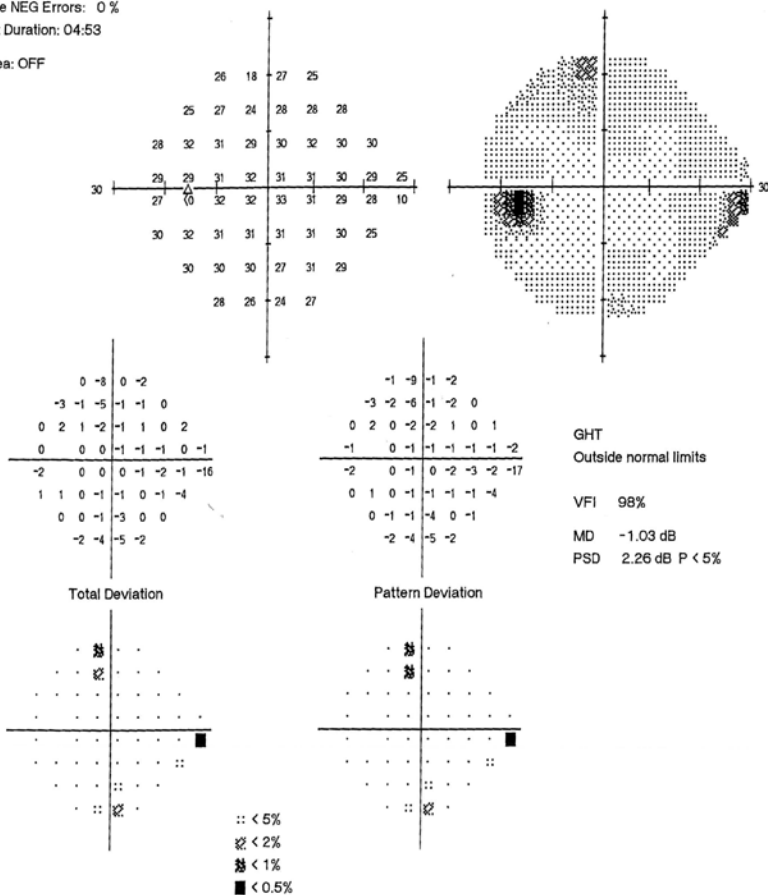 e NEG Errors: 0 %
t Duration: 04:53
ea: OFF
26 18 27 25
25 27 24 28 28 28
28 32 31 29 30 32 30 30
29 29 31 32 31 31 30 29 25
30 30
27 <0 32 32 33 31 29 28 10
30 32 31 31 31 31 30 25
30 30 30 27 31 29
28 26 24 27
0 -8 0 -2
-3 -1 -5 -1 -1 0
0 2 1 -2 -1 1 0 2
0 0 0 -1 -1 -1 0 -1
-2 0 0 0 -1 -2 -1 -16
1 1 0 -1 -1 0 -1 -4
0 0 -1 -3 0 0
-2 -4 -5 -2
Total Deviation
-1 -9 -1 -2
-3 -2 -6 -1 -2 0
0 2 0 -2 -2 1 0 1
-1 0 -1 -1 -1 -1 -1 -2
-2 0 -1 0 -2 -3 -2 -17
0 1 0 -1 -1 -1 -1 -4
0 -1 -1 -4 0 -1
-2 -4 -5 -2
Pattern Deviation
GHT
Outside normal limits
VFI 98%
MD -1.03 dB
PSD 2.26 dB P < 5%
< 5%
< 2%
< 1%
< 0.5%